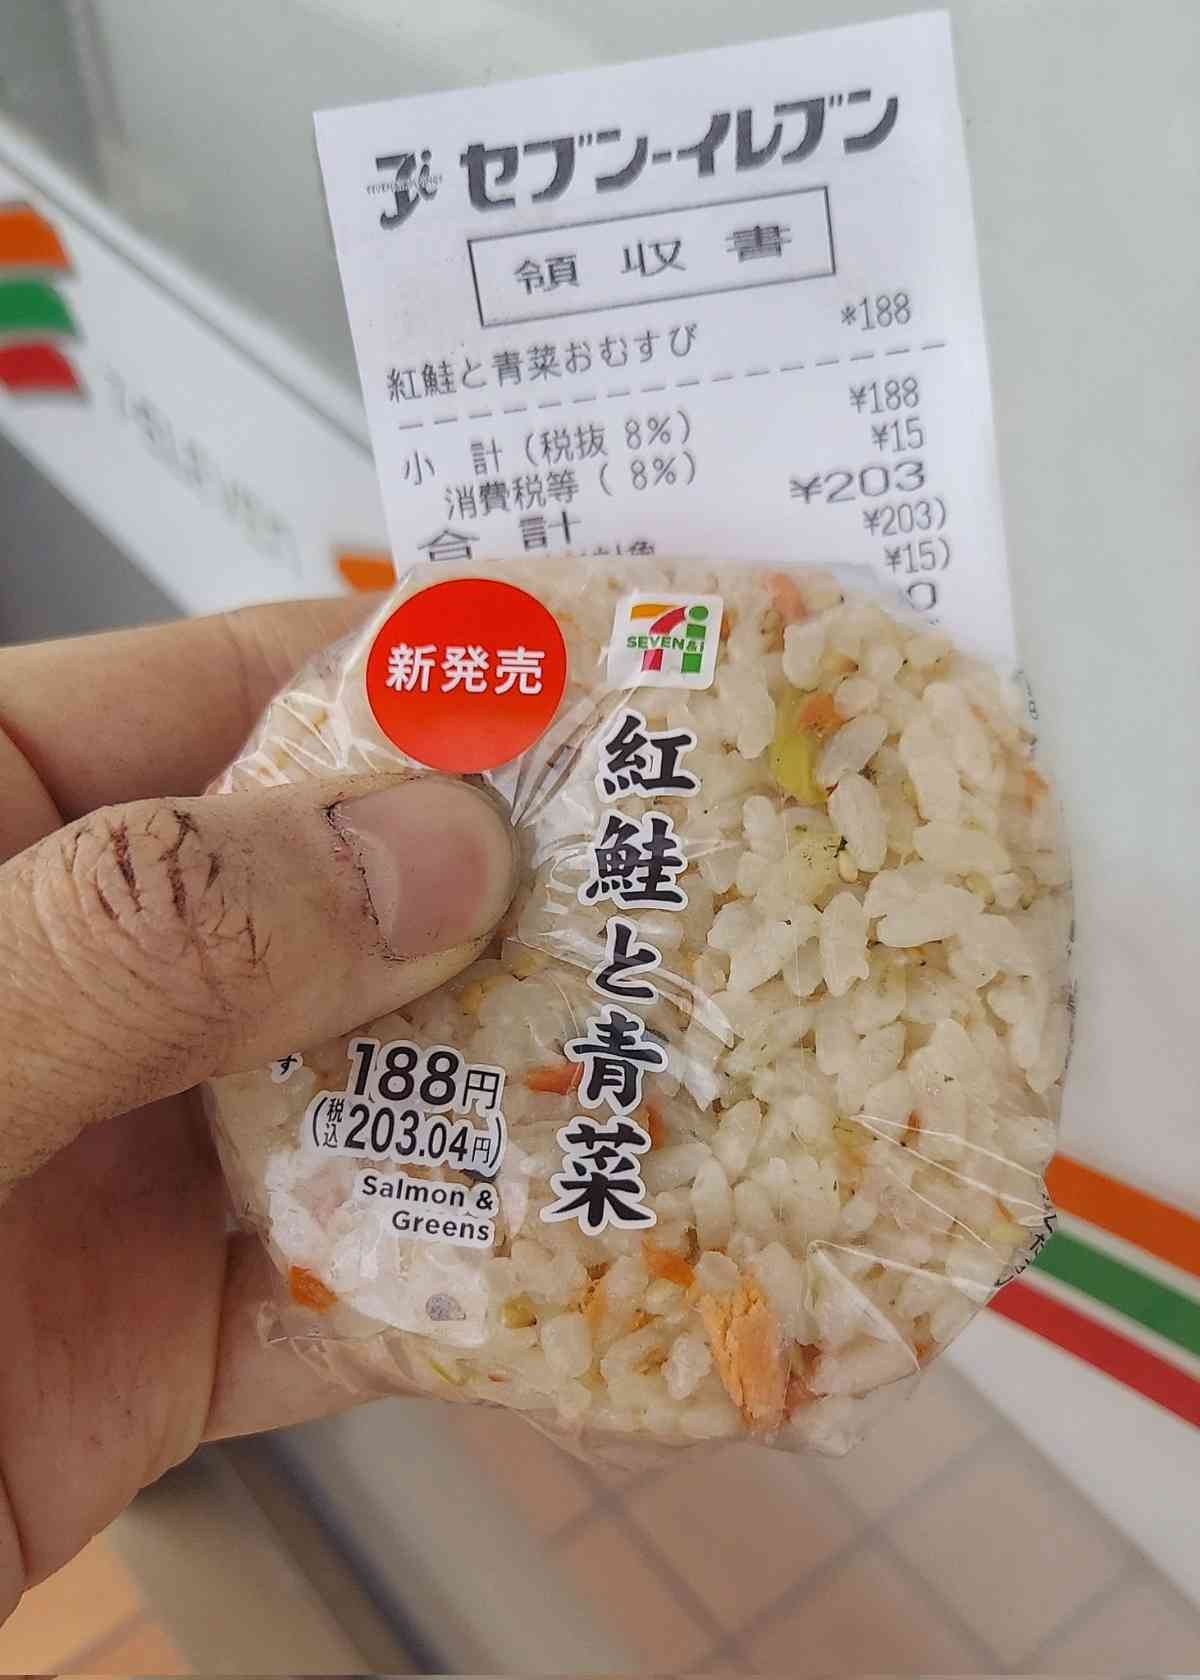 セブン-イレブン
領収書
紅鮭と青菜おむすび *188
小計(税抜 8%) ¥188
消費税等( 8%) ¥15
合計 ¥203
¥203)
¥15)
新発売
SEVEN&i
紅鮭と青菜
188円
(税込203.04円)
Salmon &
Greens